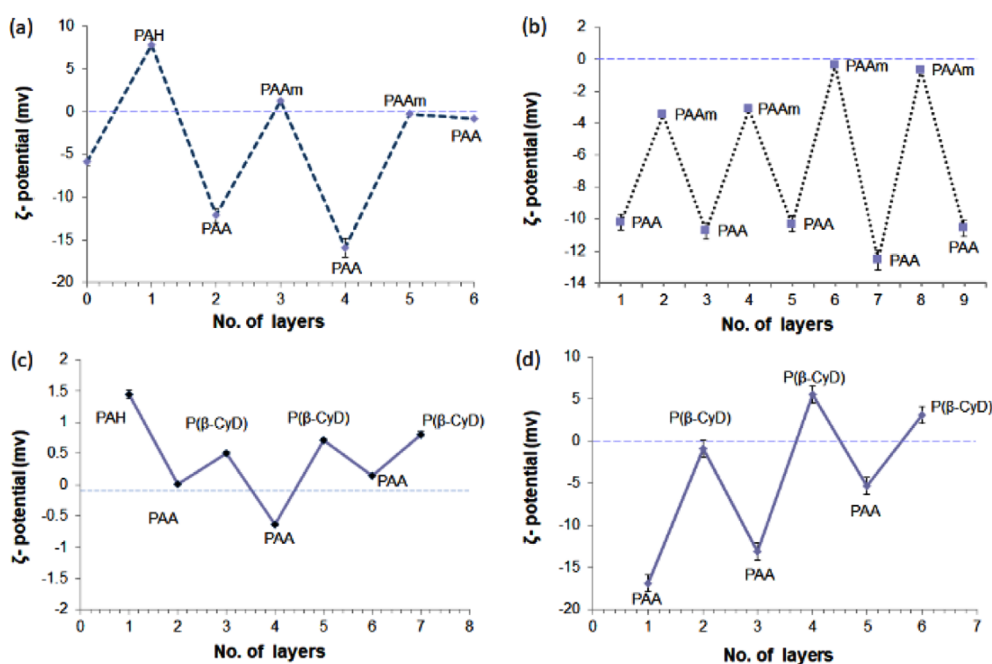 (a)
10
5
0
-5
-10
-15
-20
ζ- potential (mv)
PAH
PAA
PAAm
PAA
PAAm
PAA
0 1 2 3 4 5 6
No. of layers
(b)
0
-2
-4
-6
-8
-10
-12
-14
ζ- potential (mv)
PAA
PAAm
PAA
PAAm
PAA
PAAm
PAA
PAAm
PAA
1 2 3 4 5 6 7 8 9
No. of layers
(c)
2
1.5
1
0.5
0
-0.5
-1
-1.5
-2
ζ- potential (mv)
PAH
PAA
P(β-CyD)
PAA
P(β-CyD)
PAA
P(β-CyD)
0 1 2 3 4 5 6 7 8
No. of layers
(d)
10
5
0
-5
-10
-15
-20
ζ- potential (mv)
PAA
P(β-CyD)
PAA
P(β-CyD)
PAA
P(β-CyD)
0 1 2 3 4 5 6 7
No. of layers